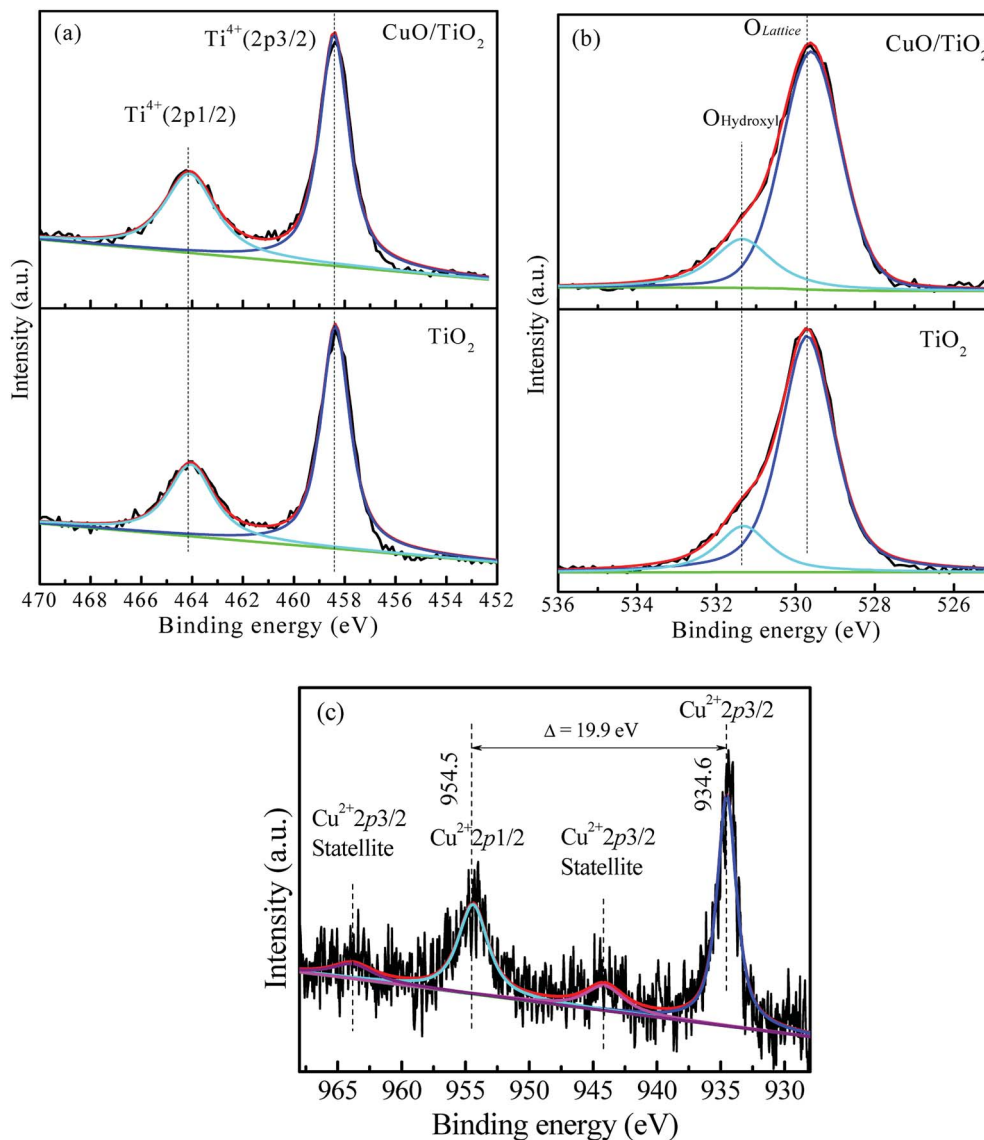 (a)
Ti⁴⁺(2p3/2)
CuO/TiO₂
Ti⁴⁺(2p1/2)
TiO₂
Intensity (a.u.)
470 468 466 464 462 460 458 456 454 452
Binding energy (eV)
(b)
O Lattice
CuO/TiO₂
O Hydroxyl
TiO₂
Intensity (a.u.)
536 534 532 530 528 526
Binding energy (eV)
(c)
Cu²⁺2p3/2
Δ = 19.9 eV
954.5
934.6
Cu²⁺2p3/2
Statellite
Cu²⁺2p1/2
Cu²⁺2p3/2
Statellite
Intensity (a.u.)
965 960 955 950 945 940 935 930
Binding energy (eV)